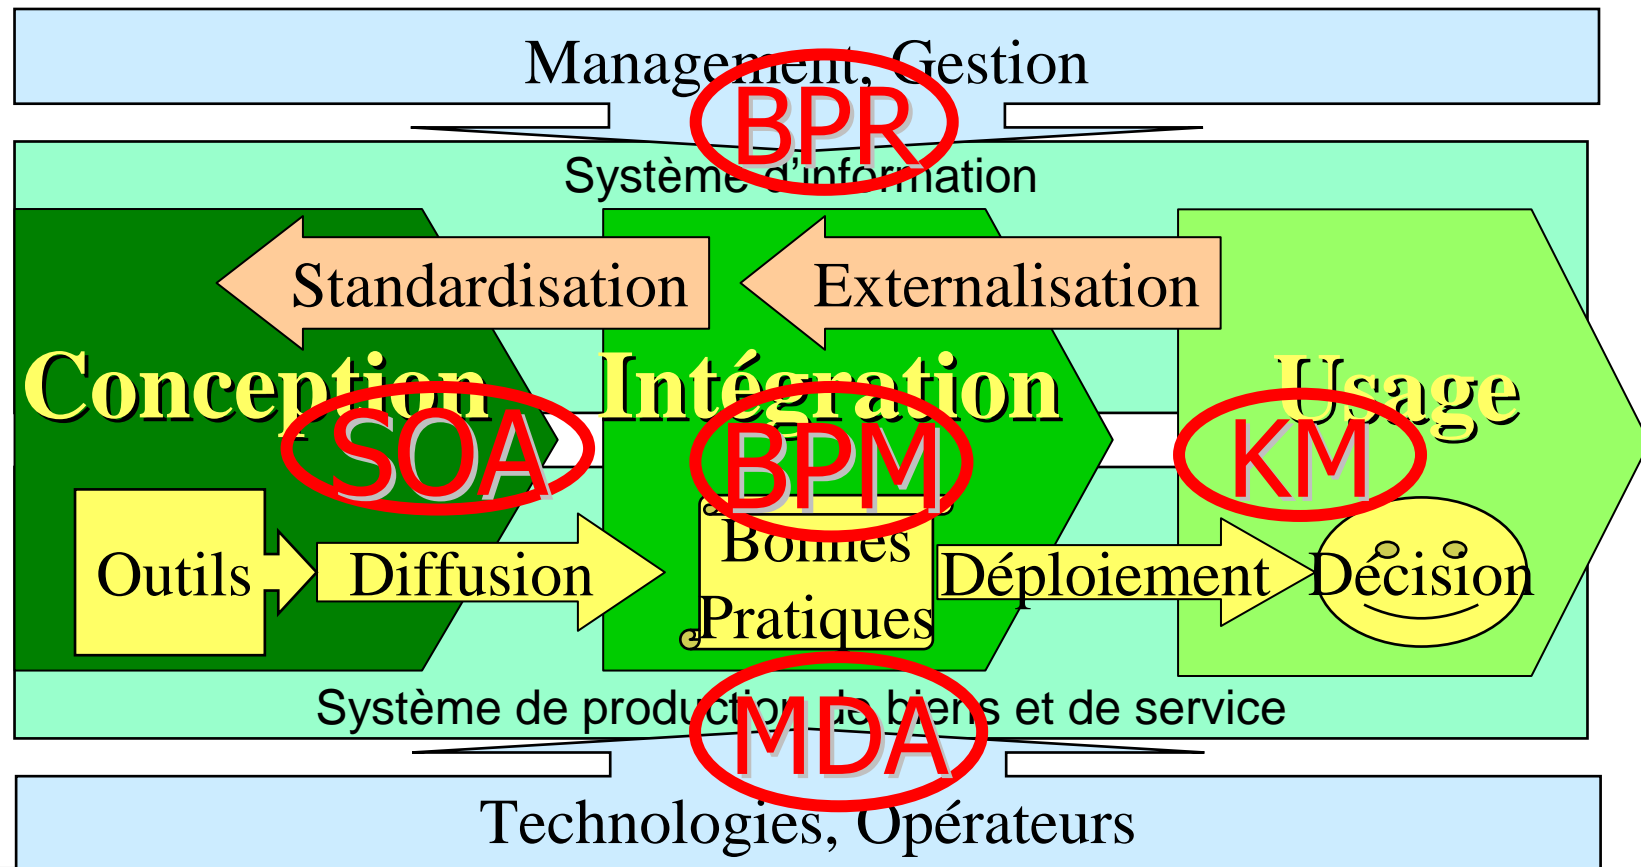 Management, Gestion
BPR
Système d’information
Standardisation
Externalisation
Conception
Intégration
Usage
SOA
BPM
KM
Outils
Diffusion
Bonnes
Pratiques
Déploiement
Décision
Système de production de biens et de service
MDA
Technologies, Opérateurs